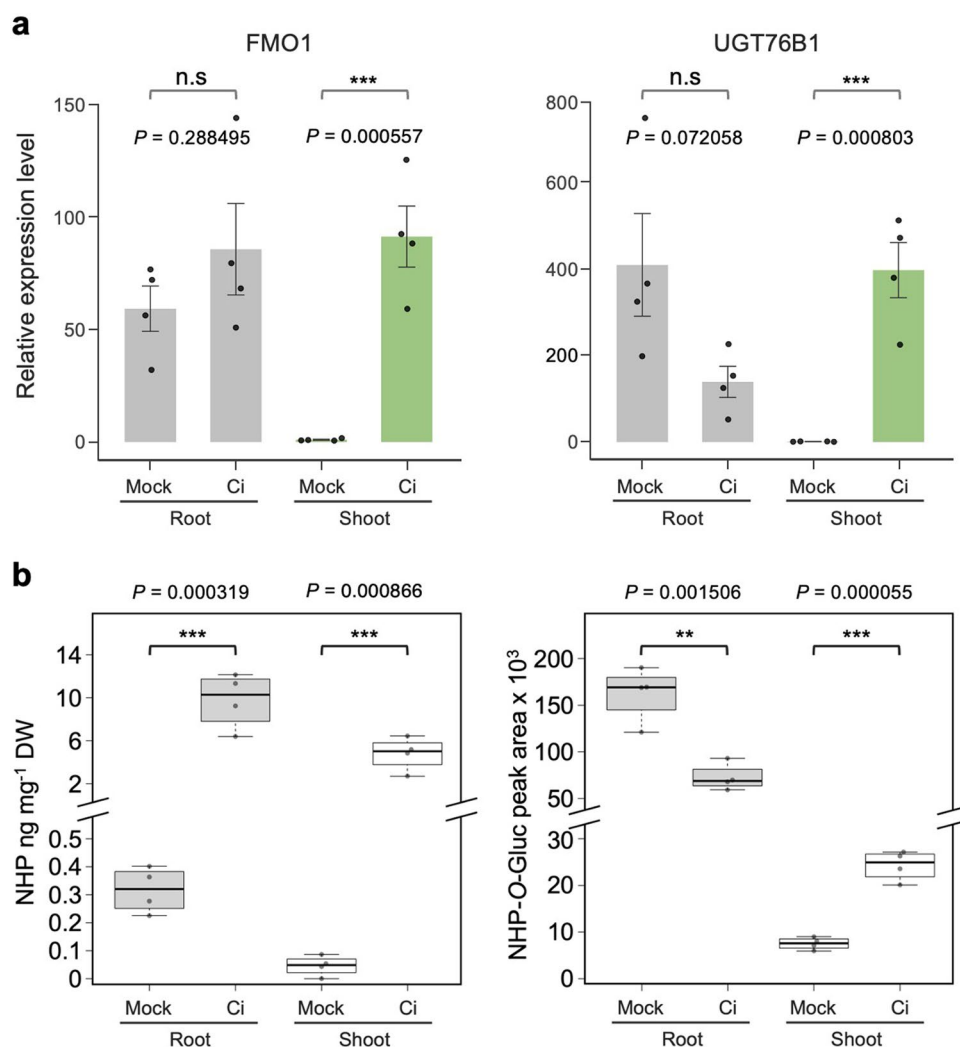 a
FMO1
UGT76B1
n.s
***
n.s
***
P = 0.288495
P = 0.000557
P = 0.072058
P = 0.000803
Relative expression level
150
100
50
0
800
600
400
200
0
Mock
Ci
Mock
Ci
Root
Shoot
Mock
Ci
Mock
Ci
Root
Shoot
b
P = 0.000319
P = 0.000866
P = 0.001506
P = 0.000055
***
***
**
***
NHP ng mg⁻¹ DW
14
10
6
2
0.5
0.4
0.3
0.2
0.1
0
NHP-O-Gluc peak area x 10³
200
150
100
50
30
20
10
0
Mock
Ci
Mock
Ci
Root
Shoot
Mock
Ci
Mock
Ci
Root
Shoot